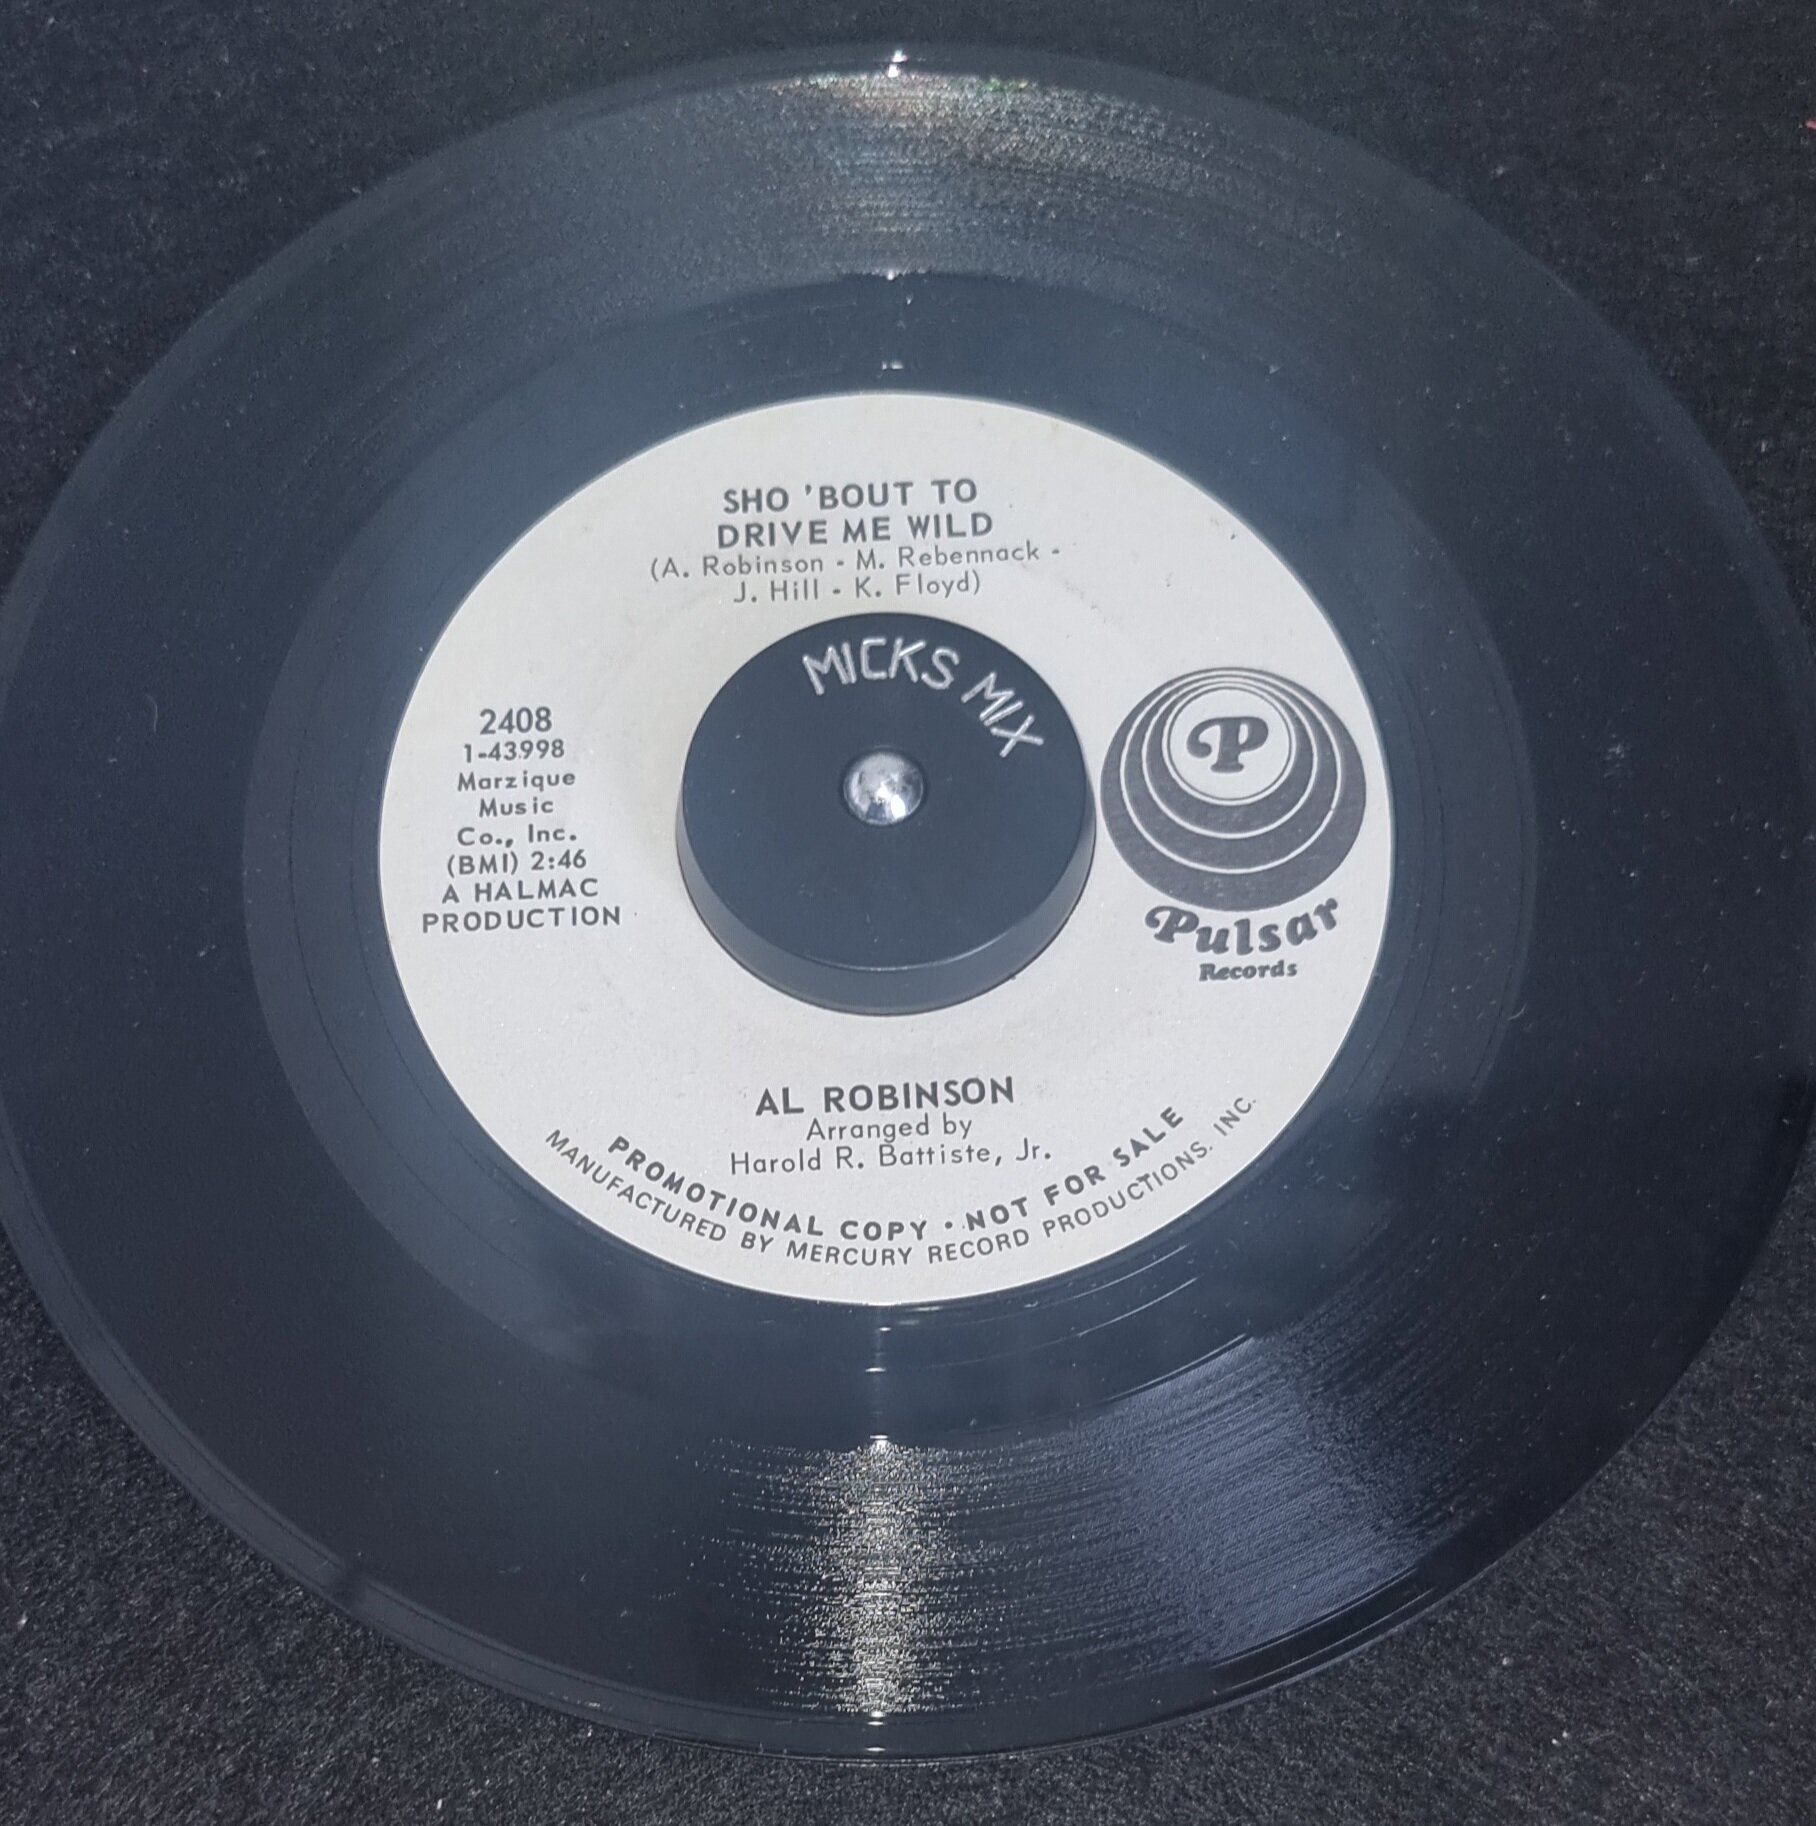 SHO 'BOUT TO
DRIVE ME WILD
(A. Robinson - M. Rebennack -
J. Hill - K. Floyd)
MICKS MIX
2408
1-43998
Marzique
Music
Co., Inc.
(BMI) 2:46
A HALMAC
PRODUCTION
P
Pulsar
Records
AL ROBINSON
Arranged by
Harold R. Battiste, Jr.
PROMOTIONAL COPY • NOT FOR SALE
MANUFACTURED BY MERCURY RECORD PRODUCTIONS. INC.